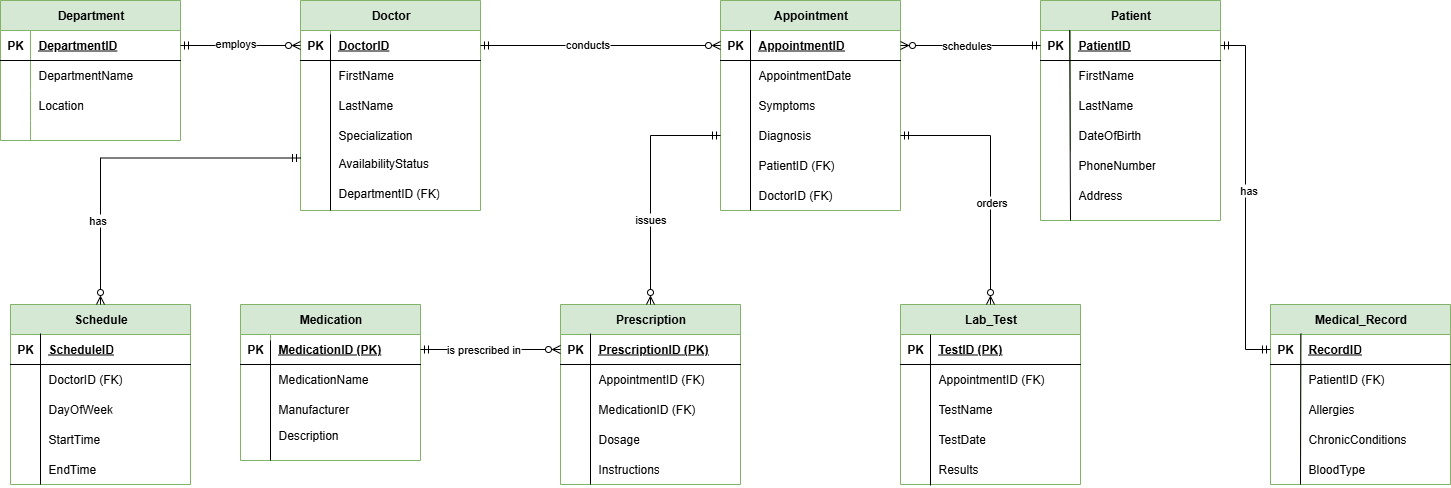 Department
PK DepartmentID
DepartmentName
Location
employs
Doctor
PK DoctorID
FirstName
LastName
Specialization
AvailabilityStatus
DepartmentID (FK)
conducts
Appointment
PK AppointmentID
AppointmentDate
Symptoms
Diagnosis
PatientID (FK)
DoctorID (FK)
schedules
Patient
PK PatientID
FirstName
LastName
DateOfBirth
PhoneNumber
Address
has
issues
orders
has
Schedule
PK ScheduleID
DoctorID (FK)
DayOfWeek
StartTime
EndTime
Medication
PK MedicationID (PK)
MedicationName
Manufacturer
Description
is prescribed in
Prescription
PK PrescriptionID (PK)
AppointmentID (FK)
MedicationID (FK)
Dosage
Instructions
Lab_Test
PK TestID (PK)
AppointmentID (FK)
TestName
TestDate
Results
Medical_Record
PK RecordID
PatientID (FK)
Allergies
ChronicConditions
BloodType